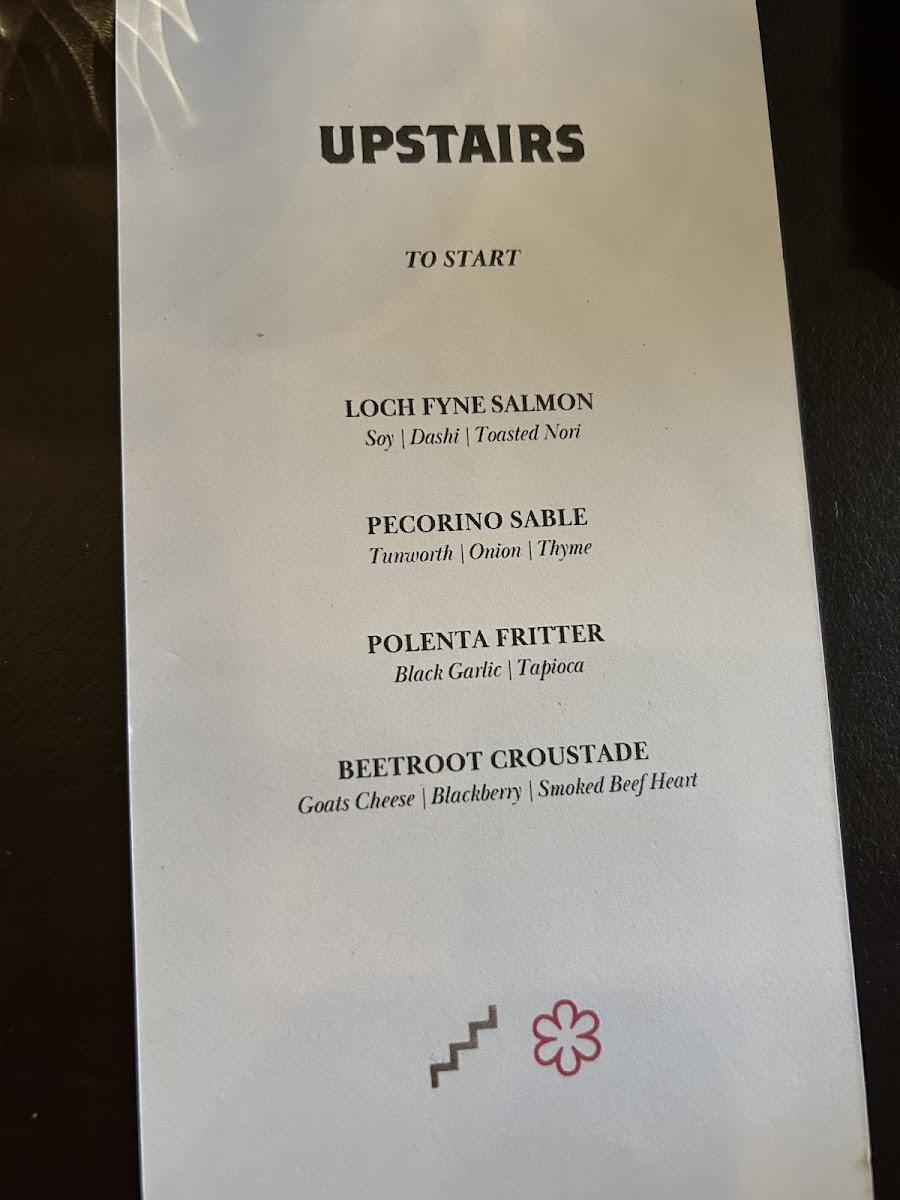 UPSTAIRS
TO START
LOCH FYNE SALMON
Soy | Dashi | Toasted Nori
PECORINO SABLE
Tunworth | Onion | Thyme
POLENTA FRITTER
Black Garlic | Tapioca
BEETROOT CROUSTADE
Goats Cheese | Blackberry | Smoked Beef Heart